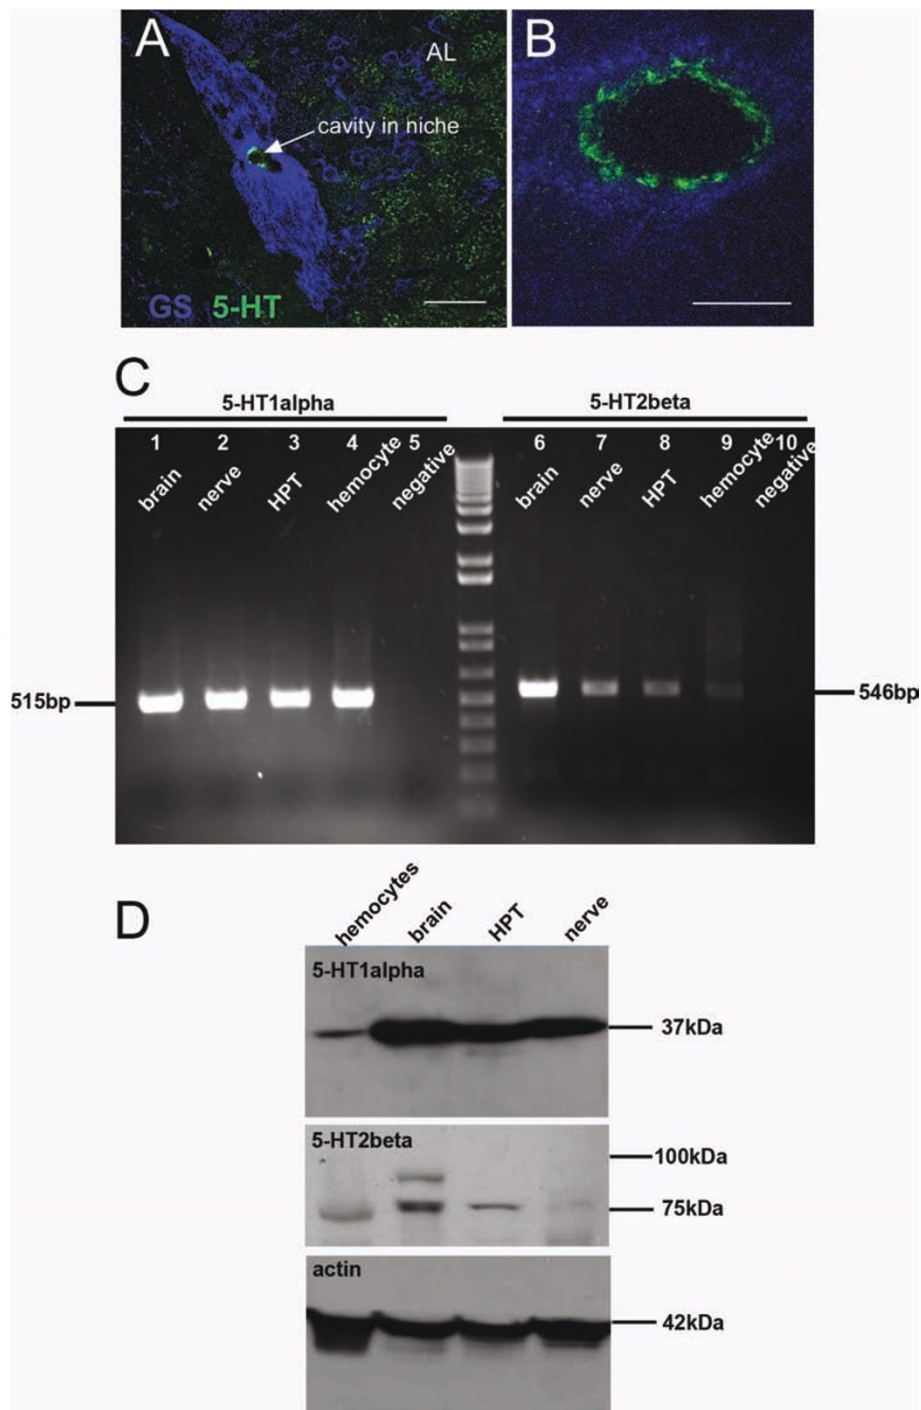 A
AL
cavity in niche
GS 5-HT
B
C
5-HT1alpha
5-HT2beta
1 2 3 4 5 6 7 8 9 10
brain nerve HPT hemocyte negative brain nerve HPT hemocyte negative
515bp
546bp
D
hemocytes brain HPT nerve
5-HT1alpha
37kDa
5-HT2beta
100kDa
75kDa
actin
42kDa